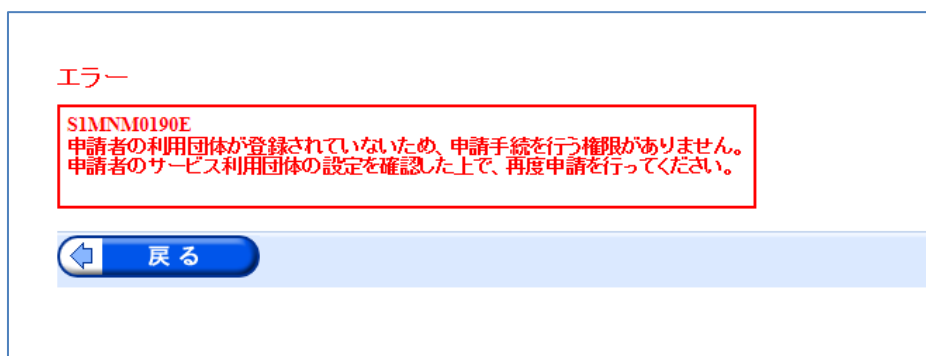 エラー
S1MNM0190E
申請者の利用団体が登録されていないため、申請手続を行う権限がありません。
申請者のサービス利用団体の設定を確認した上で、再度申請を行ってください。
戻る